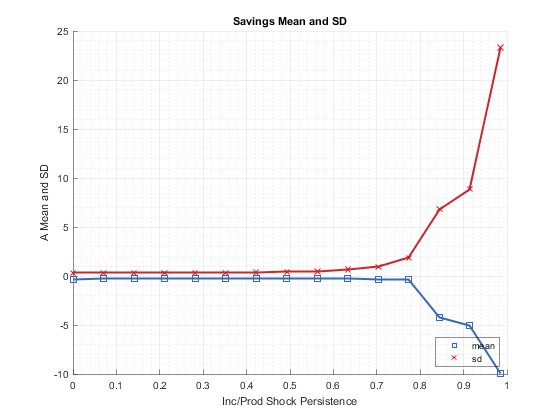 Savings Mean and SD
25
20
15
10
5
0
-5
-10
A Mean and SD
0 0.1 0.2 0.3 0.4 0.5 0.6 0.7 0.8 0.9 1
Inc/Prod Shock Persistence
mean
sd